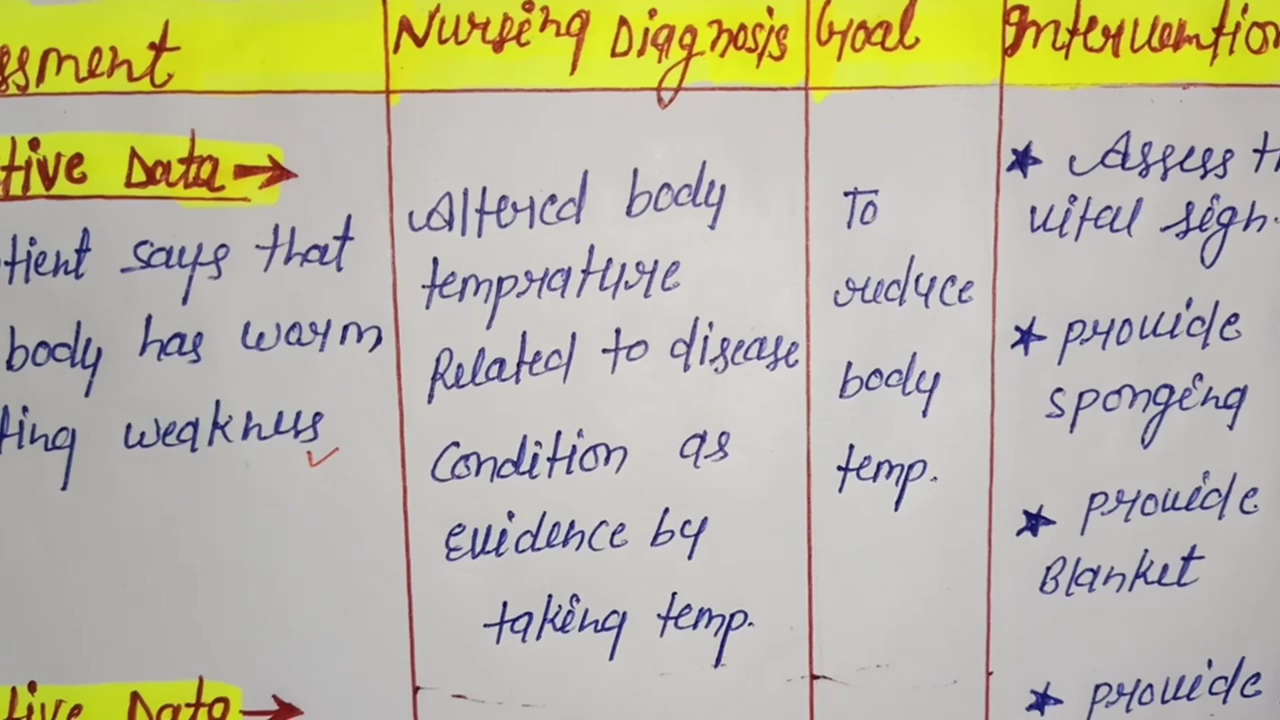 ssment
tive Data →
tient says that
body has warm
ting weakness
tive Data →
Nursing Diagnosis
Altered body
temprature
Related to disease
Condition as
Evidence by
taking temp.
Goal
To
reduce
body
temp.
Intervention
★ Assess th
vital sign.
★ provide
sponging
★ provide
Blanket
★ provide